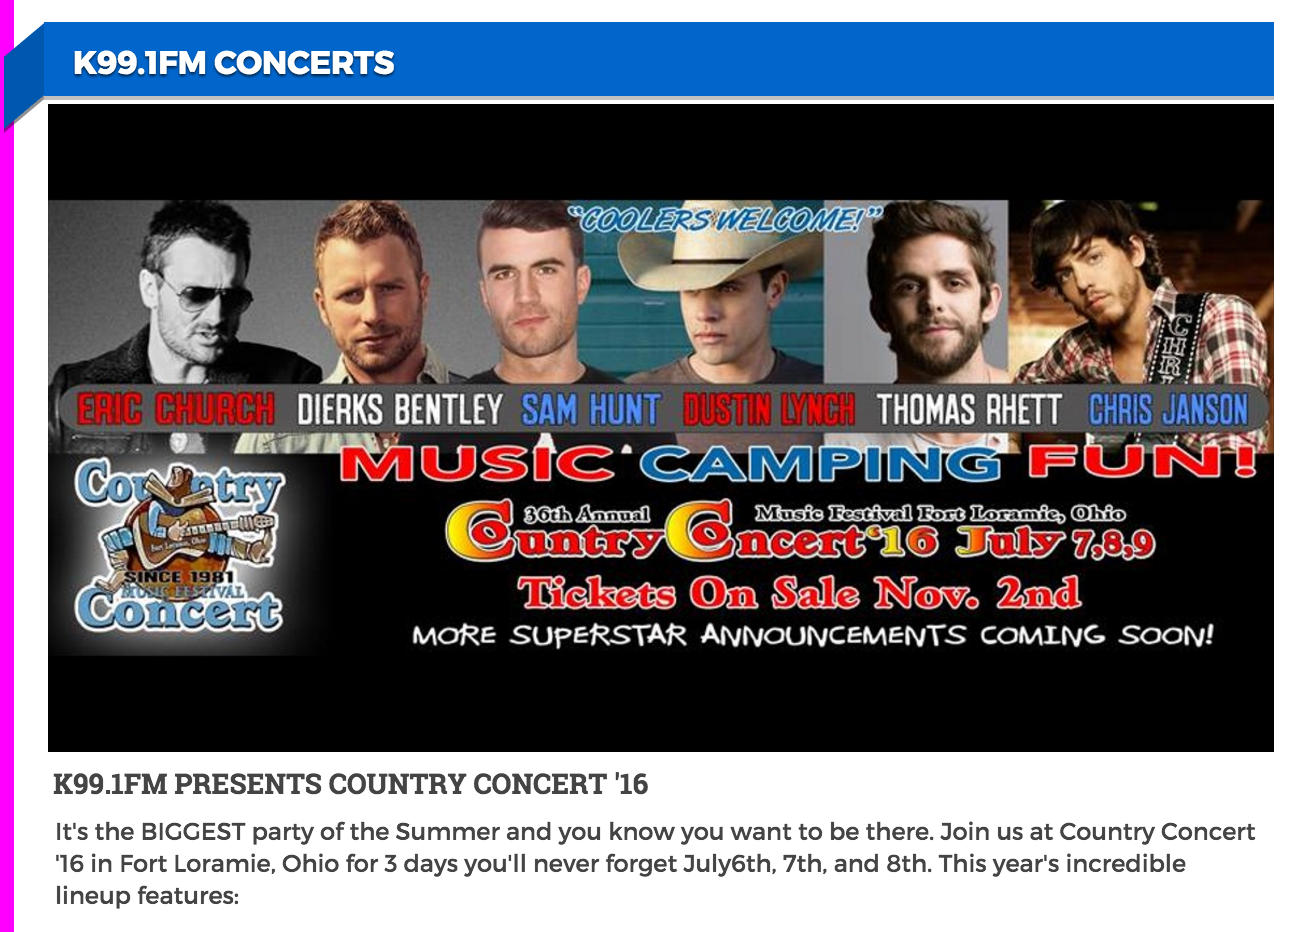 K99.1FM CONCERTS
"COOLERS WELCOME!"
CHRI
ERIC CHURCH DIERKS BENTLEY SAM HUNT DUSTIN LYNCH THOMAS RHETT CHRIS JANSON
MUSIC CAMPING FUN!
Country
Fort Loramie, Ohio
SINCE 1981
MUSIC FESTIVAL
Concert
36th Annual Music Festival Fort Loramie, Ohio
Country Concert '16 July 7,8,9
Tickets On Sale Nov. 2nd
MORE SUPERSTAR ANNOUNCEMENTS COMING SOON!
K99.1FM PRESENTS COUNTRY CONCERT '16
It's the BIGGEST party of the Summer and you know you want to be there. Join us at Country Concert
'16 in Fort Loramie, Ohio for 3 days you'll never forget July6th, 7th, and 8th. This year's incredible
lineup features: